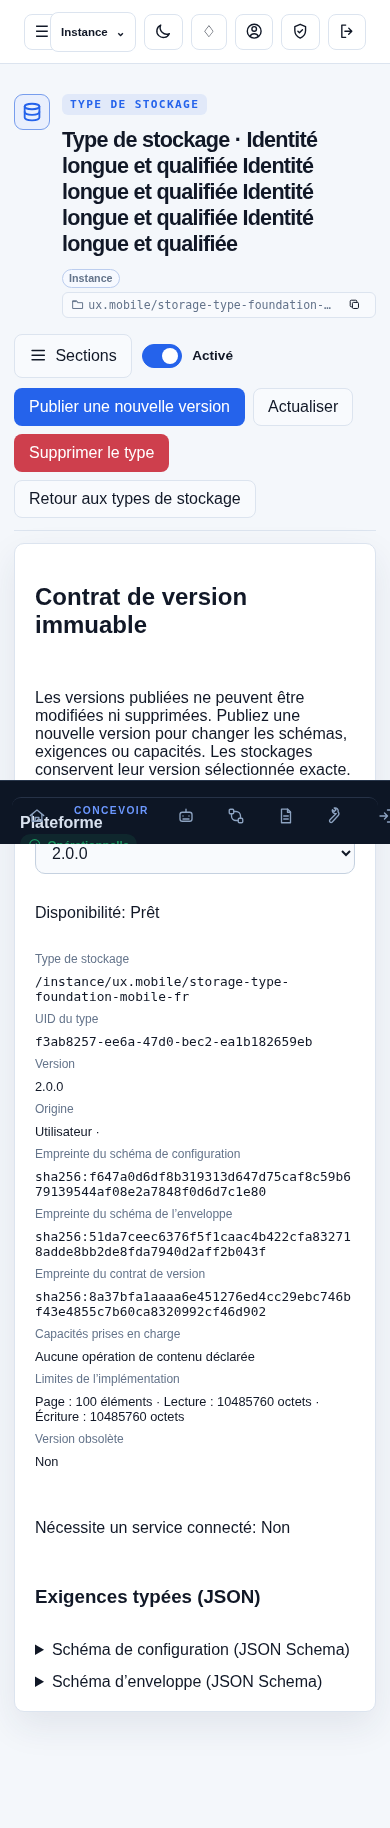 Instance
TYPE DE STOCKAGE
Type de stockage · Identité
longue et qualifiée Identité
longue et qualifiée Identité
longue et qualifiée Identité
longue et qualifiée
Instance
ux.mobile/storage-type-foundation-…
Sections
Activé
Publier une nouvelle version
Actualiser
Supprimer le type
Retour aux types de stockage
Contrat de version
immuable
Les versions publiées ne peuvent être
modifiées ni supprimées. Publiez une
nouvelle version pour changer les schémas,
exigences ou capacités. Les stockages
conservent leur version sélectionnée exacte.
CONCEVOIR
Plateforme
Opérationnelle
2.0.0
Disponibilité: Prêt
Type de stockage
/instance/ux.mobile/storage-type-
foundation-mobile-fr
UID du type
f3ab8257-ee6a-47d0-bec2-ea1b182659eb
Version
2.0.0
Origine
Utilisateur ·
Empreinte du schéma de configuration
sha256:f647a0d6df8b319313d647d75caf8c59b6
79139544af08e2a7848f0d6d7c1e80
Empreinte du schéma de l’enveloppe
sha256:51da7ceec6376f5f1caac4b422cfa83271
8adde8bb2de8fda7940d2aff2b043f
Empreinte du contrat de version
sha256:8a37bfa1aaaa6e451276ed4cc29ebc746b
f43e4855c7b60ca8320992cf46d902
Capacités prises en charge
Aucune opération de contenu déclarée
Limites de l’implémentation
Page : 100 éléments · Lecture : 10485760 octets ·
Écriture : 10485760 octets
Version obsolète
Non
Nécessite un service connecté: Non
Exigences typées (JSON)
Schéma de configuration (JSON Schema)
Schéma d’enveloppe (JSON Schema)